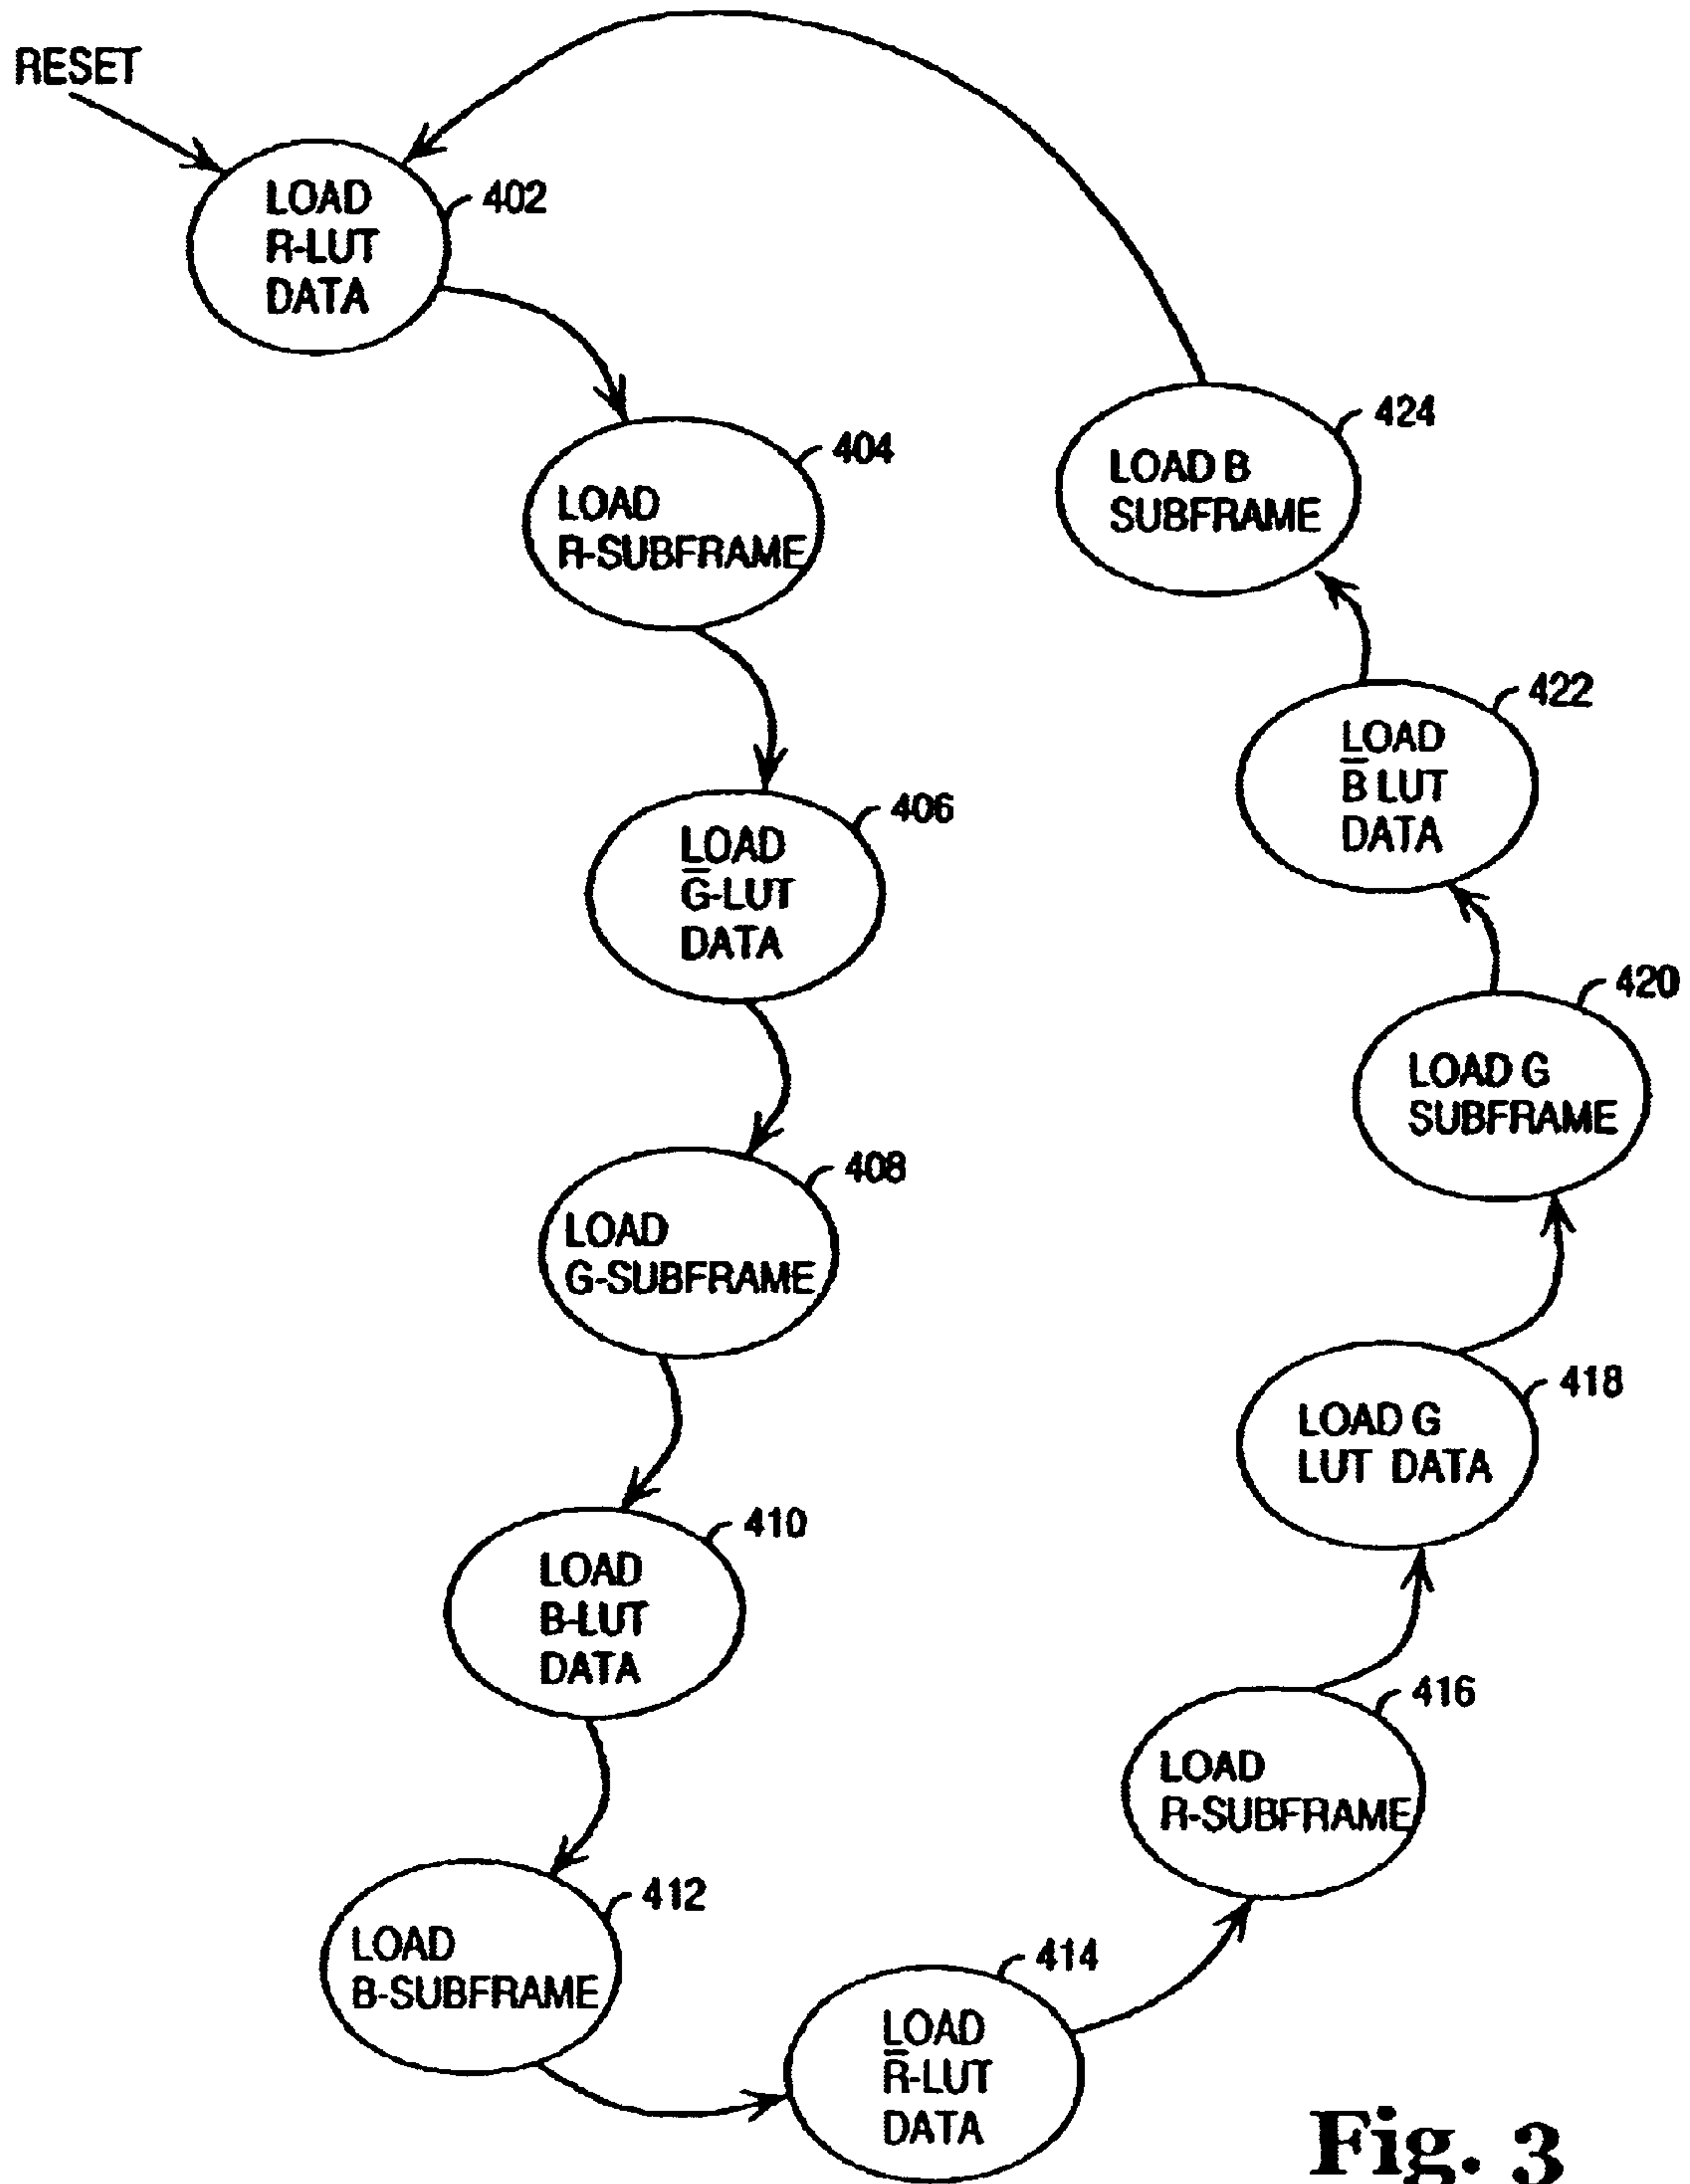 RESET
LOAD
R-LUT
DATA
402
LOAD
R-SUBFRAME
404
LOAD
G̅-LUT
DATA
406
LOAD
G-SUBFRAME
408
LOAD
B-LUT
DATA
410
LOAD
B-SUBFRAME
412
LOAD
R̅-LUT
DATA
414
LOAD
R-SUBFRAME
416
LOAD G
LUT DATA
418
LOAD G
SUBFRAME
420
LOAD
B̅ LUT
DATA
422
LOAD B
SUBFRAME
424
Fig. 3